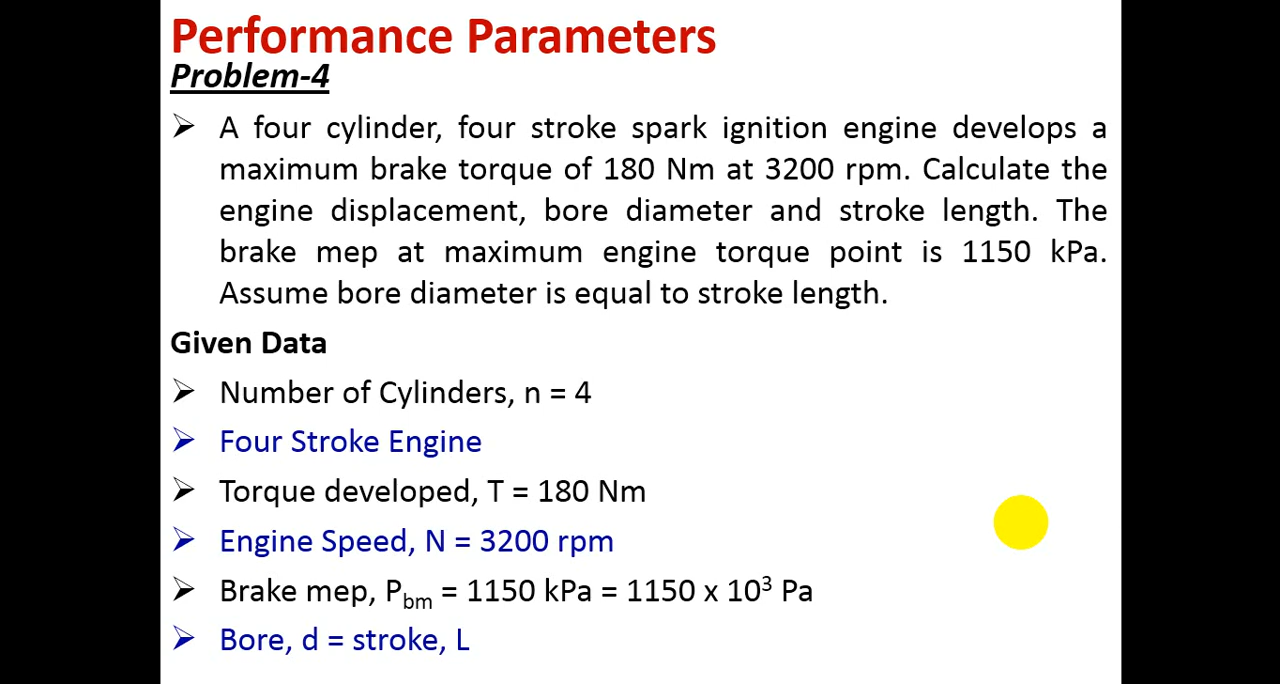 Performance Parameters
Problem-4
➢ A four cylinder, four stroke spark ignition engine develops a
maximum brake torque of 180 Nm at 3200 rpm. Calculate the
engine displacement, bore diameter and stroke length. The
brake mep at maximum engine torque point is 1150 kPa.
Assume bore diameter is equal to stroke length.
Given Data
➢ Number of Cylinders, n = 4
➢ Four Stroke Engine
➢ Torque developed, T = 180 Nm
➢ Engine Speed, N = 3200 rpm
➢ Brake mep, P_bm = 1150 kPa = 1150 x 10³ Pa
➢ Bore, d = stroke, L